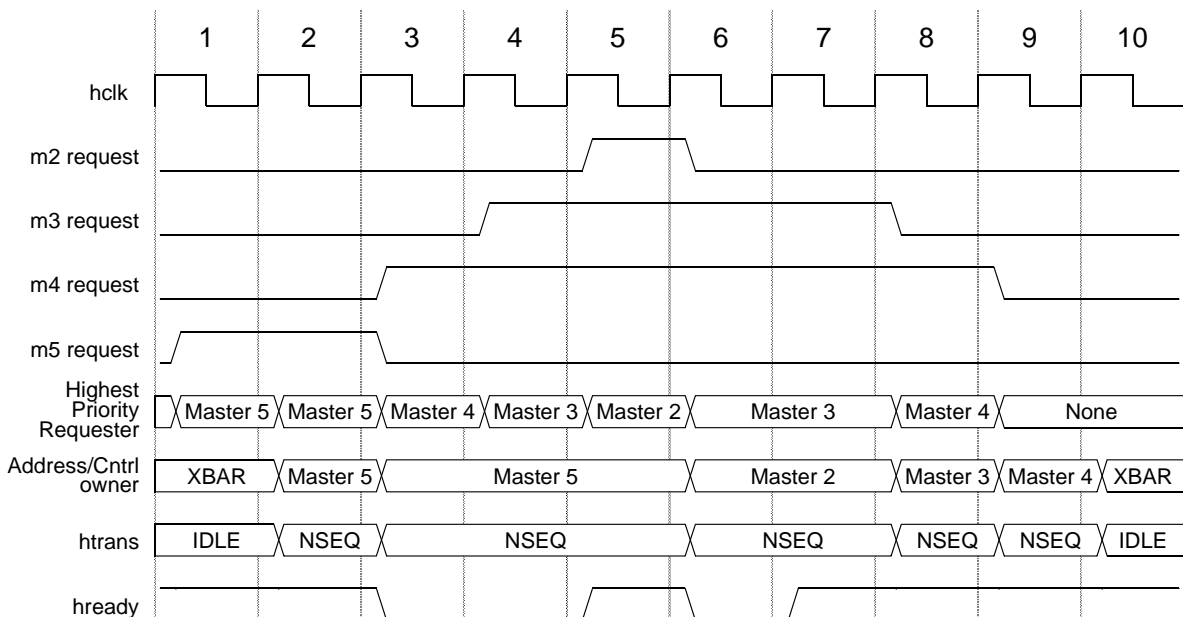 1 2 3 4 5 6 7 8 9 10
hclk
m2 request
m3 request
m4 request
m5 request
Highest
Priority
Requester
Master 5 Master 5 Master 4 Master 3 Master 2 Master 3 Master 4 None
Address/Cntrl
owner
XBAR Master 5 Master 5 Master 2 Master 3 Master 4 XBAR
htrans IDLE NSEQ NSEQ NSEQ NSEQ NSEQ IDLE
hready